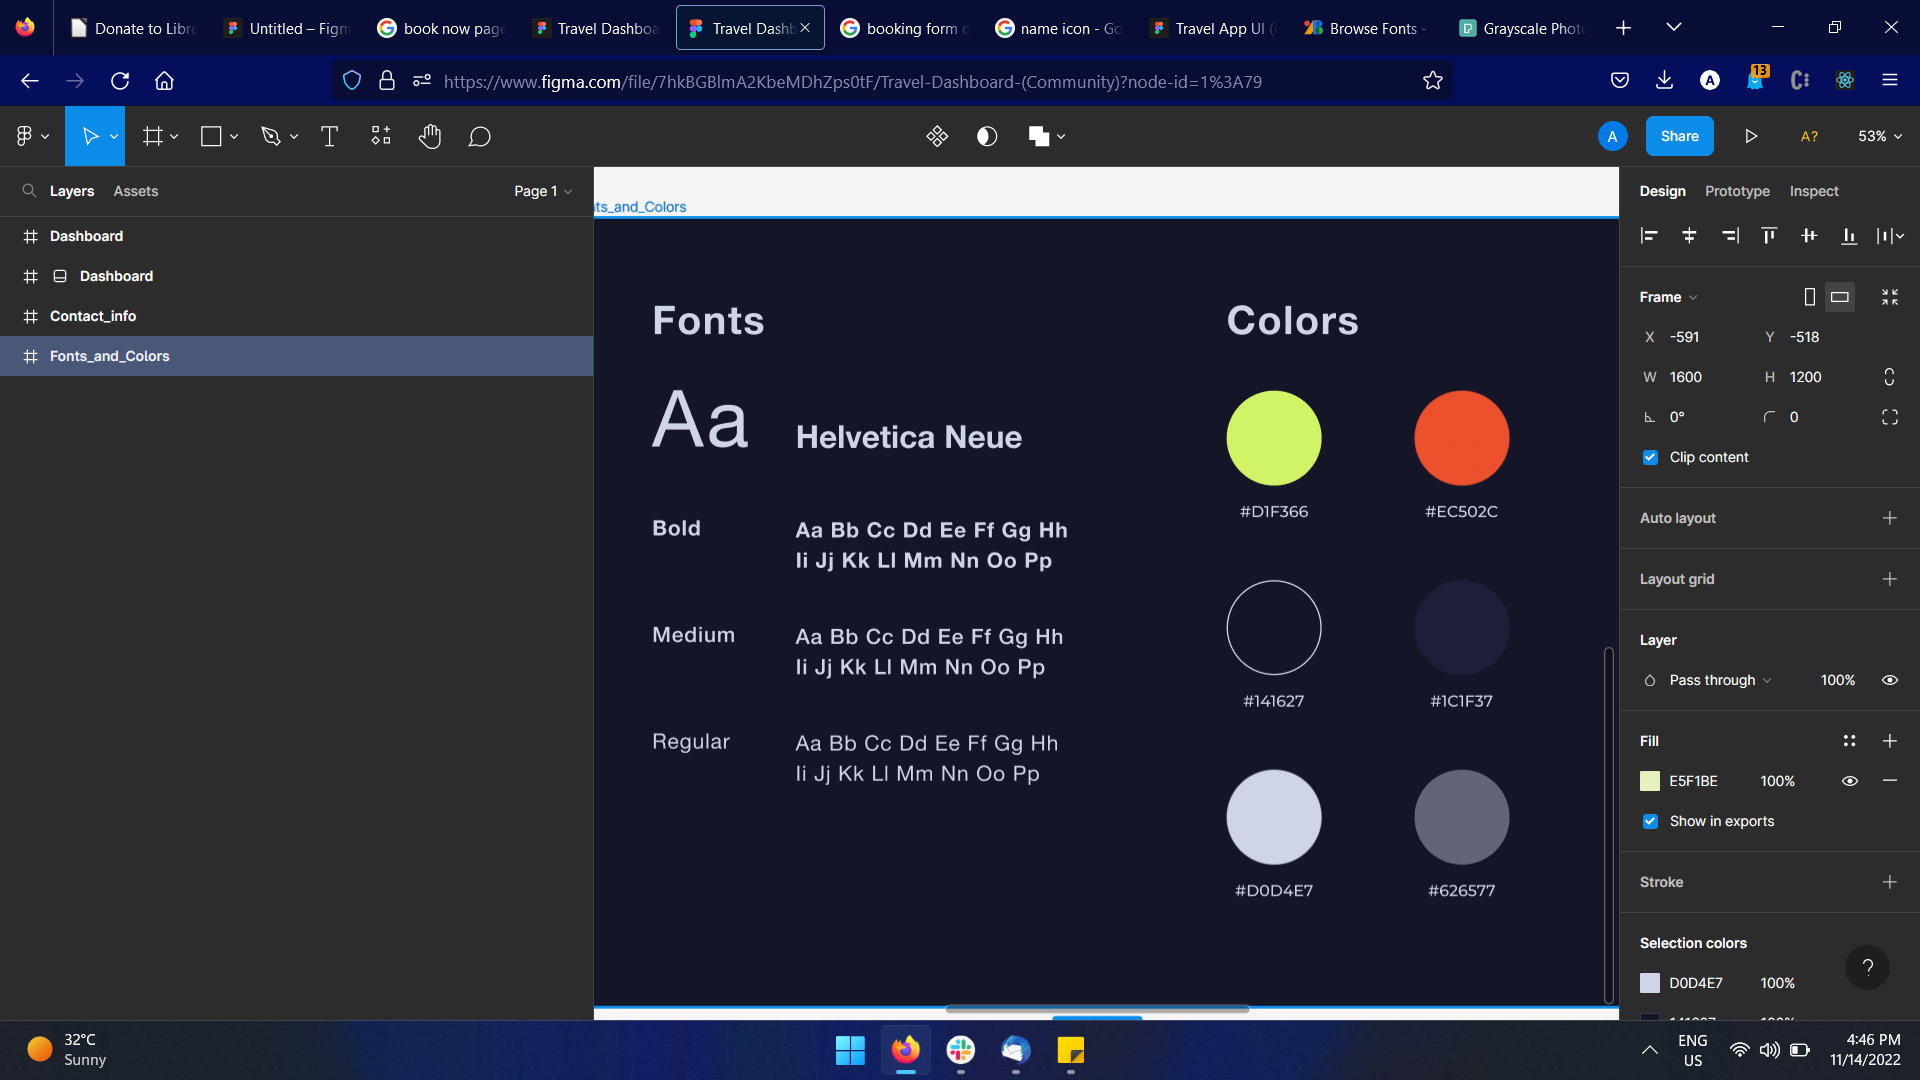 Donate to Libre
Untitled – Figm
book now page
Travel Dashboa
Travel Dashb
booking form d
name icon - Go
Travel App UI (
Browse Fonts -
Grayscale Photo
https://www.figma.com/file/7hkBGBlmA2KbeMDhZps0tF/Travel-Dashboard-(Community)?node-id=1%3A79
A
13
A
Share
A?
53%
Layers
Assets
Page 1
Dashboard
Dashboard
Contact_info
Fonts_and_Colors
ts_and_Colors
Fonts
Aa
Helvetica Neue
Bold
Aa Bb Cc Dd Ee Ff Gg Hh
Ii Jj Kk Ll Mm Nn Oo Pp
Medium
Aa Bb Cc Dd Ee Ff Gg Hh
Ii Jj Kk Ll Mm Nn Oo Pp
Regular
Aa Bb Cc Dd Ee Ff Gg Hh
Ii Jj Kk Ll Mm Nn Oo Pp
Colors
#D1F366
#EC502C
#141627
#1C1F37
#D0D4E7
#626577
Design
Prototype
Inspect
Frame
X -591
Y -518
W 1600
H 1200
0°
0
Clip content
Auto layout
Layout grid
Layer
Pass through
100%
Fill
E5F1BE
100%
Show in exports
Stroke
Selection colors
D0D4E7
100%
?
32°C
Sunny
ENG
US
4:46 PM
11/14/2022